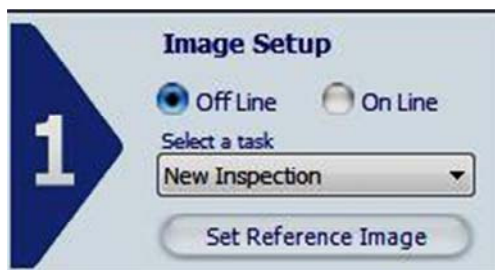 Image Setup
1
Off Line On Line
Select a task
New Inspection
Set Reference Image